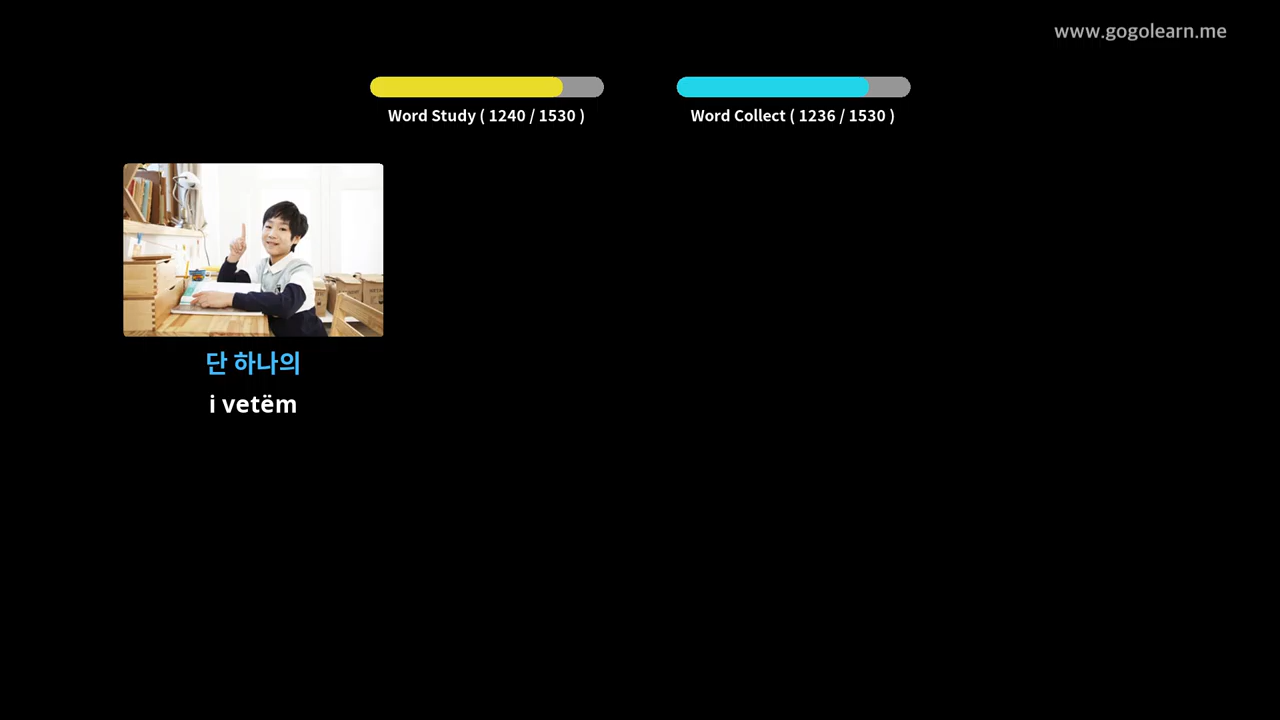 www.gogolearn.me
Word Study ( 1240 / 1530 )
Word Collect ( 1236 / 1530 )
단 하나의
i vetëm